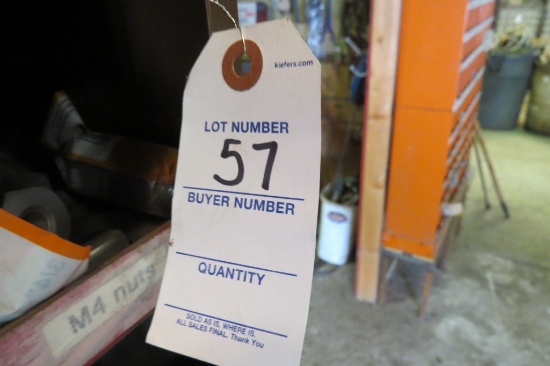 kiefers.com
LOT NUMBER
57
BUYER NUMBER
QUANTITY
SOLD AS IS, WHERE IS.
ALL SALES FINAL. Thank You
M4 nuts